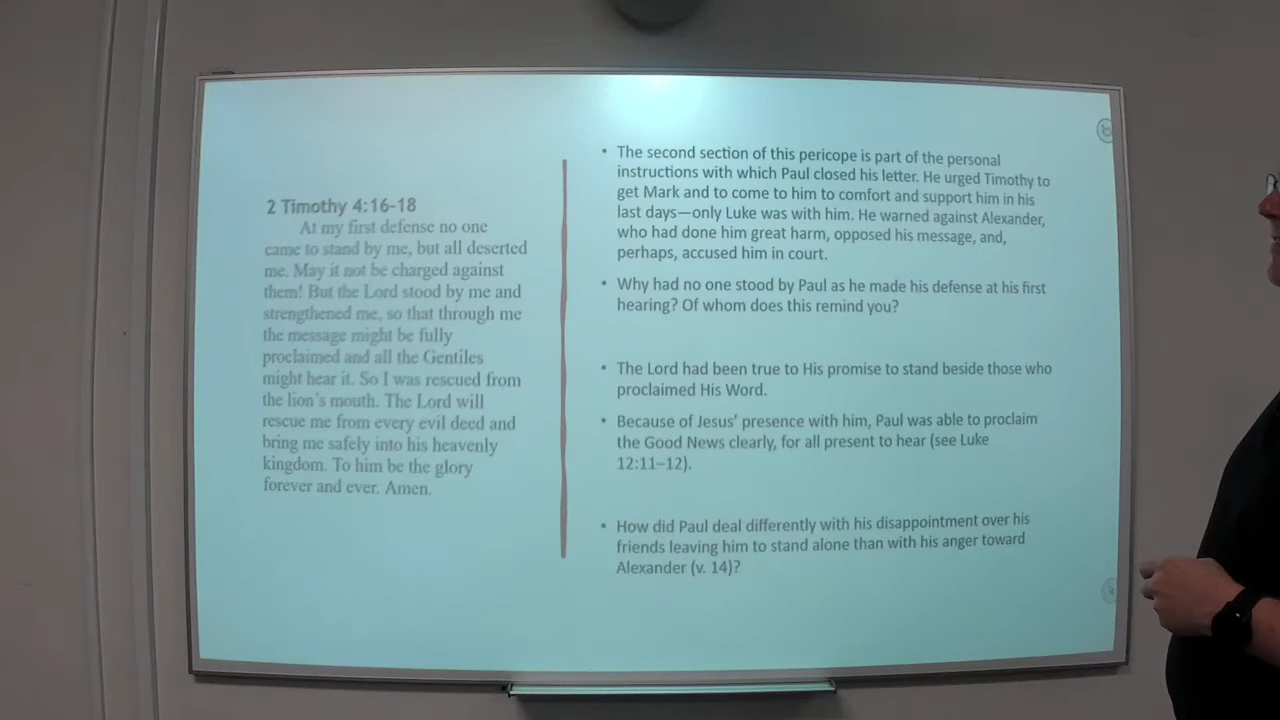 2 Timothy 4:16-18
At my first defense no one
came to stand by me, but all deserted
me. May it not be charged against
them! But the Lord stood by me and
strengthened me, so that through me
the message might be fully
proclaimed and all the Gentiles
might hear it. So I was rescued from
the lion's mouth. The Lord will
rescue me from every evil deed and
bring me safely into his heavenly
kingdom. To him be the glory
forever and ever. Amen.
• The second section of this pericope is part of the personal
instructions with which Paul closed his letter. He urged Timothy to
get Mark and to come to him to comfort and support him in his
last days—only Luke was with him. He warned against Alexander,
who had done him great harm, opposed his message, and,
perhaps, accused him in court.
• Why had no one stood by Paul as he made his defense at his first
hearing? Of whom does this remind you?
• The Lord had been true to His promise to stand beside those who
proclaimed His Word.
• Because of Jesus' presence with him, Paul was able to proclaim
the Good News clearly, for all present to hear (see Luke
12:11–12).
• How did Paul deal differently with his disappointment over his
friends leaving him to stand alone than with his anger toward
Alexander (v. 14)?